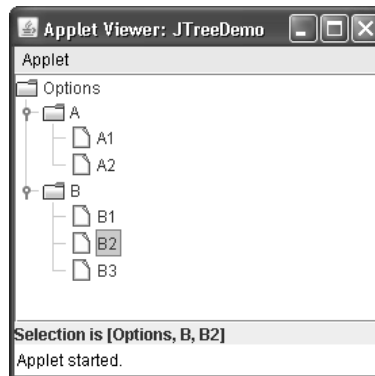 Applet Viewer: JTreeDemo
Applet
Options
A
A1
A2
B
B1
B2
B3
Selection is [Options, B, B2]
Applet started.